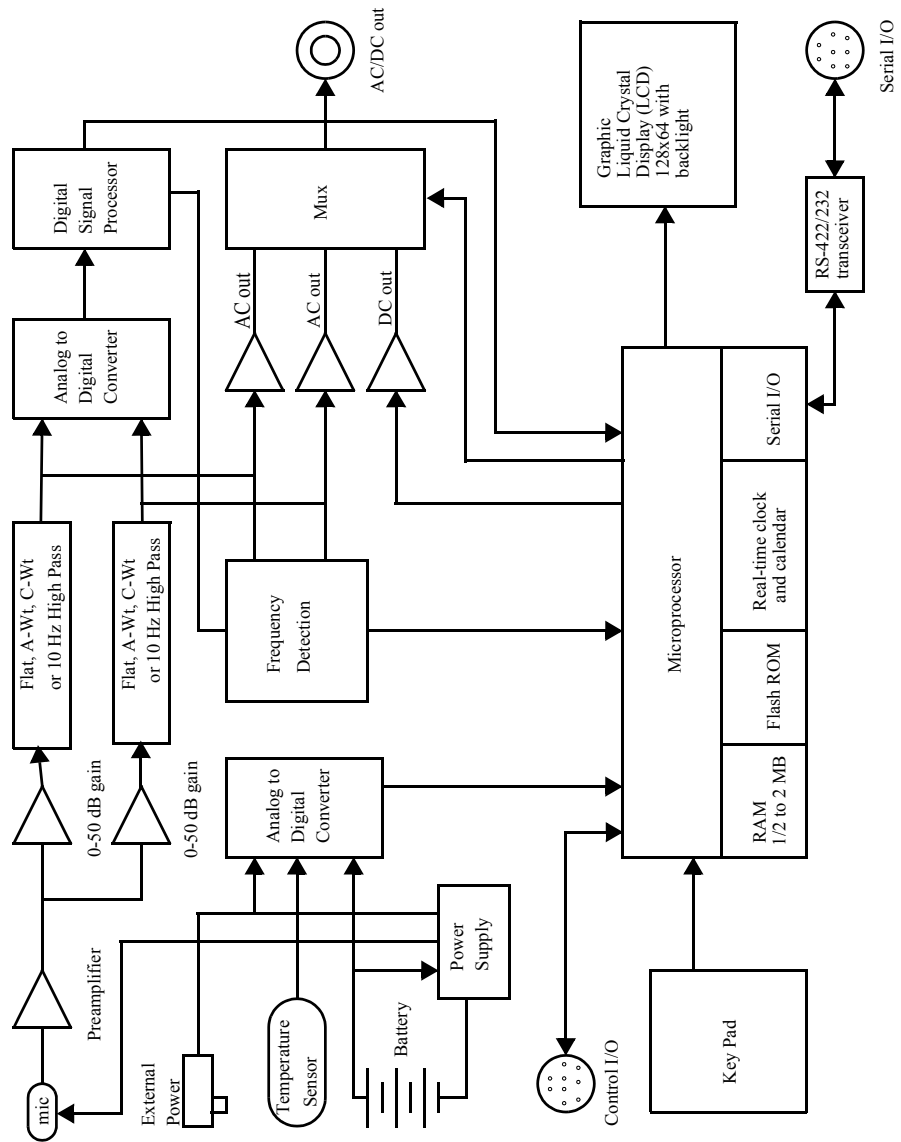 mic
Preamplifier
0-50 dB gain
0-50 dB gain
Flat, A-Wt, C-Wt
or 10 Hz High Pass
Flat, A-Wt, C-Wt
or 10 Hz High Pass
Analog to
Digital
Converter
Digital
Signal
Processor
External
Power
Temperature
Sensor
Battery
Power
Supply
Analog to
Digital
Converter
Frequency
Detection
AC out
AC out
DC out
Mux
AC/DC out
Control I/O
Key Pad
Microprocessor
RAM
1/2 to 2 MB
Flash ROM
Real-time clock
and calendar
Serial I/O
Graphic
Liquid Crystal
Display (LCD)
128x64 with
backlight
RS-422/232
transceiver
Serial I/O